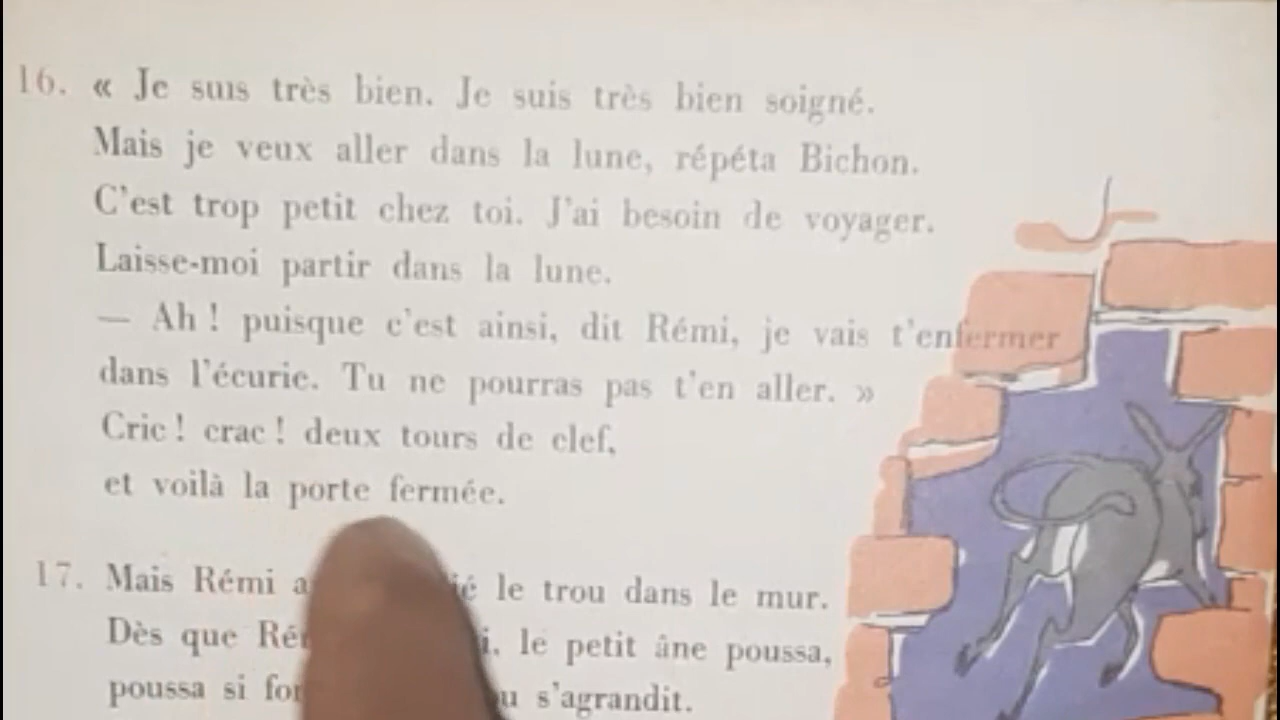 16. « Je suis très bien. Je suis très bien soigné.
Mais je veux aller dans la lune, répéta Bichon.
C'est trop petit chez toi. J'ai besoin de voyager.
Laisse-moi partir dans la lune.
— Ah ! puisque c'est ainsi, dit Rémi, je vais t'enfermer
dans l'écurie. Tu ne pourras pas t'en aller. »
Cric ! crac ! deux tours de clef,
et voilà la porte fermée.
17. Mais Rémi le trou dans le mur.
Dès que le petit âne poussa,
poussa si s'agrandit.